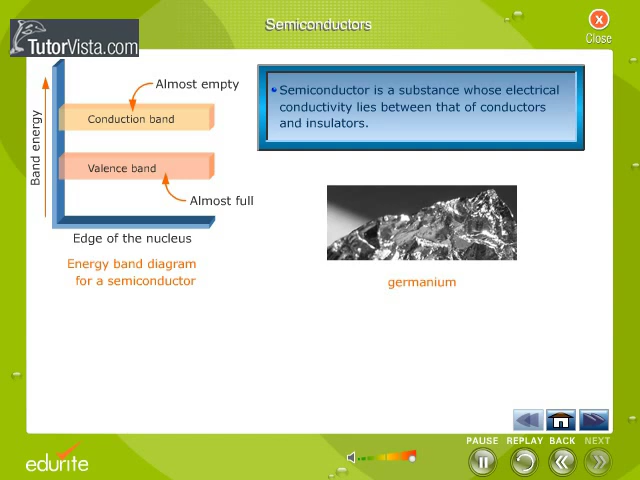 Semiconductors
X
Close
TutorVista.com
Almost empty
Conduction band
Band energy
Valence band
Almost full
Edge of the nucleus
Energy band diagram
for a semiconductor
Semiconductor is a substance whose electrical
conductivity lies between that of conductors
and insulators.
germanium
PAUSE REPLAY BACK NEXT
edurite